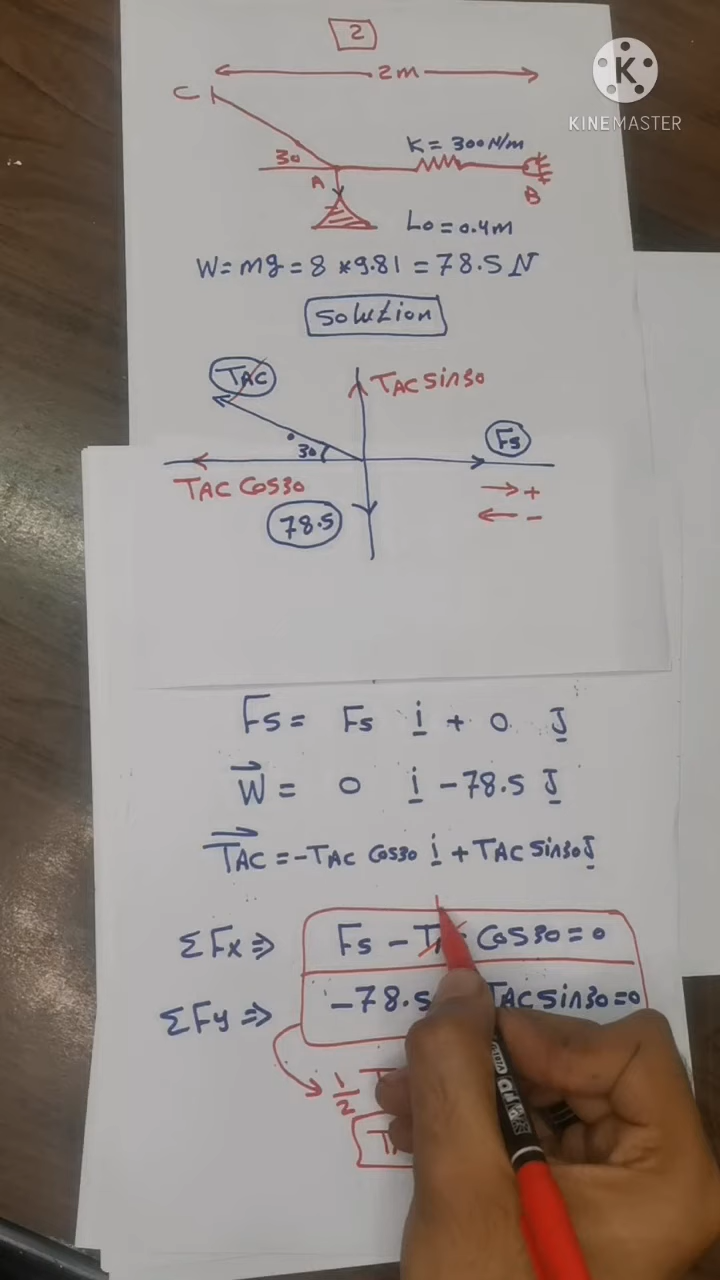 2
K
KINEMASTER
2m
C
30
K = 300N/m
A
B
Lo = 0.4m
W = mg = 8 * 9.81 = 78.5 N
Solution
TAC
TAC sin30
30
Fs
TAC Cos30
→ +
← -
78.5
Fs = Fs i + 0 J
W = 0 i - 78.5 J
TAC = -TAC Cos30 i + TAC sin30 J
ΣFx ⇒ Fs - Cos30 = 0
ΣFy ⇒ -78.5 TAC sin30 = 0
1/2 T
T